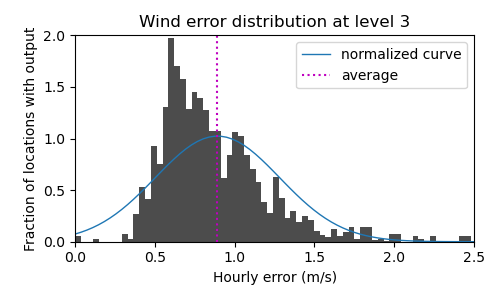 Wind error distribution at level 3
Fraction of locations with output
2.0
1.5
1.0
0.5
0.0
normalized curve
average
0.0 0.5 1.0 1.5 2.0 2.5
Hourly error (m/s)